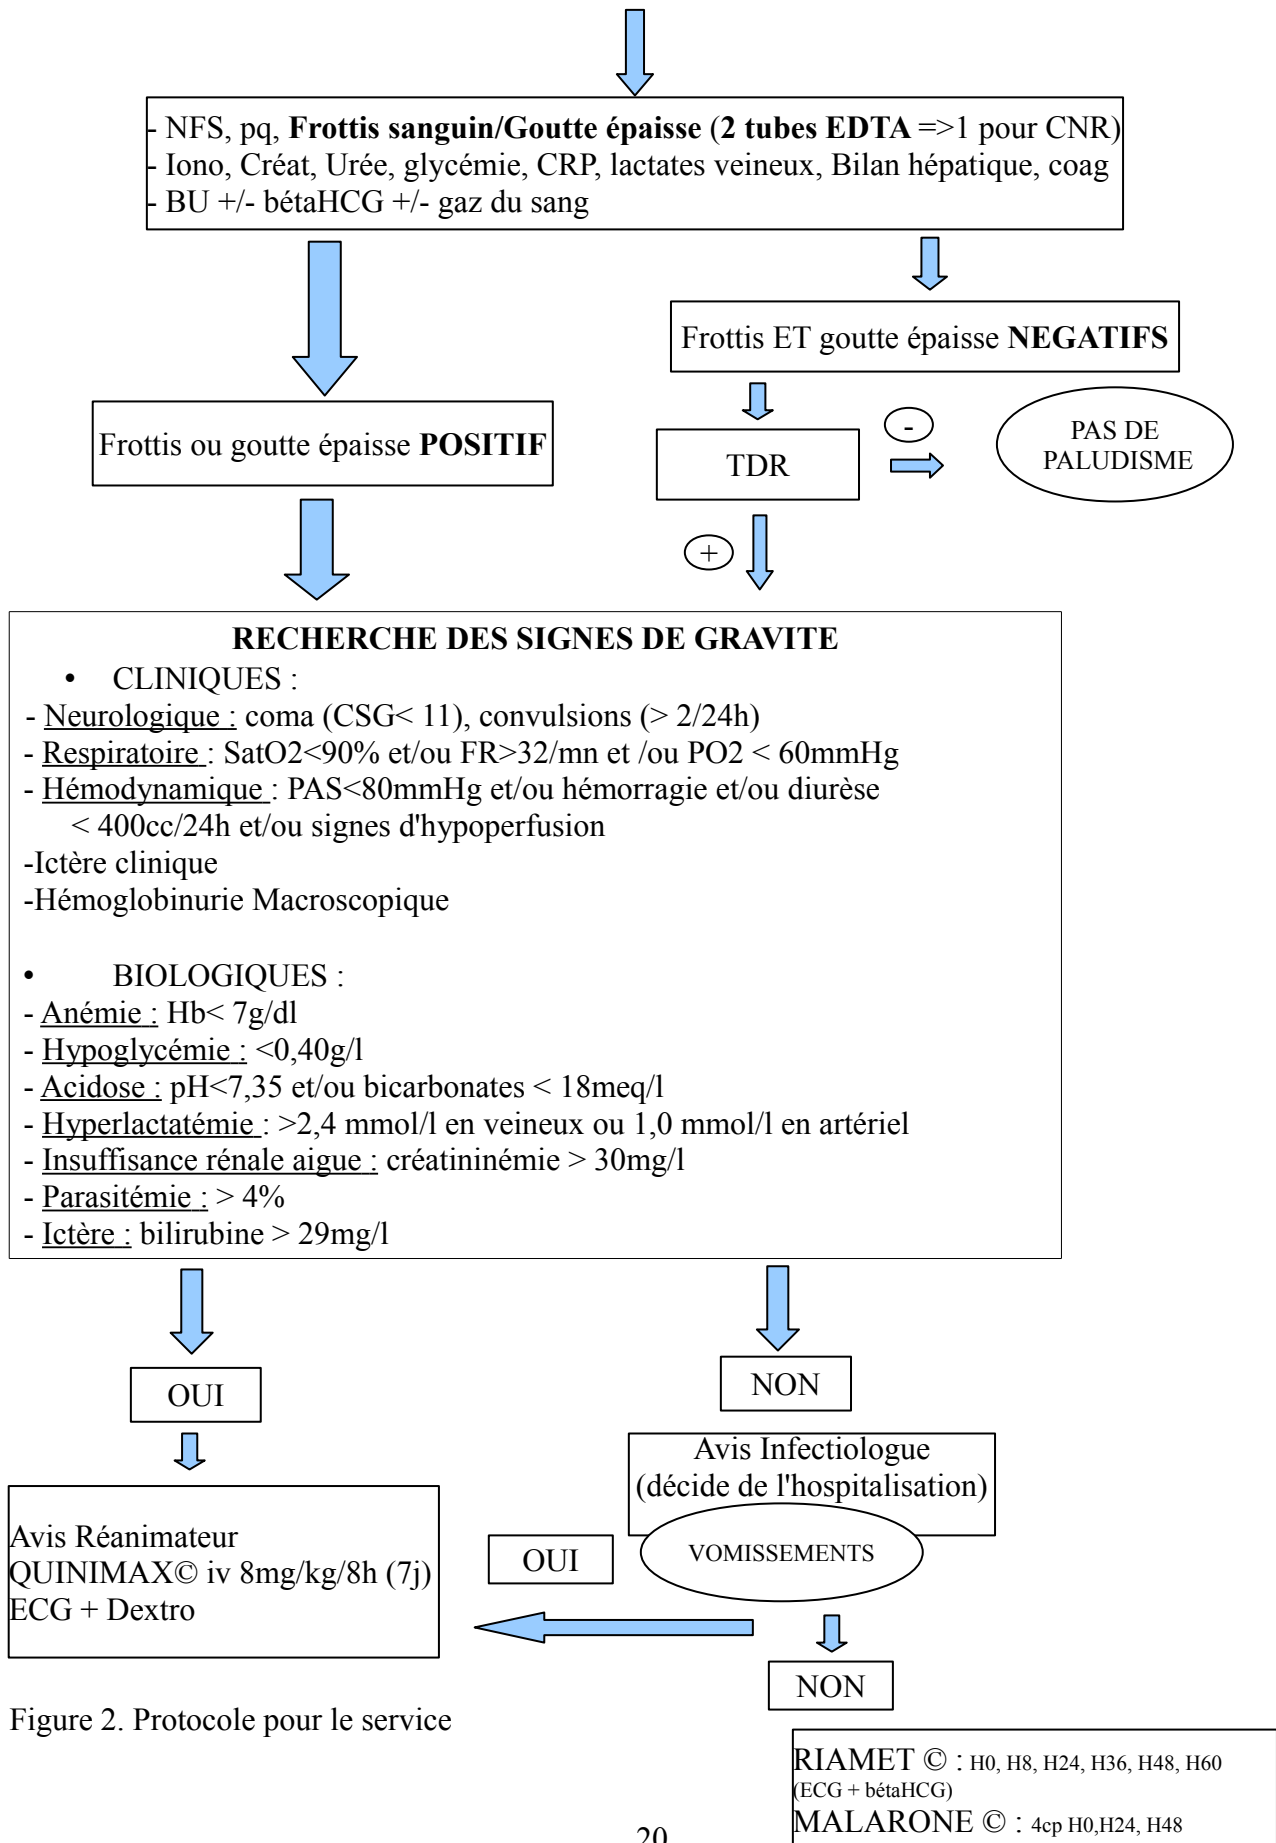 - NFS, pq, Frottis sanguin/Goutte épaisse (2 tubes EDTA =>1 pour CNR)
- Iono, Créat, Urée, glycémie, CRP, lactates veineux, Bilan hépatique, coag
- BU +/- bétaHCG +/- gaz du sang
Frottis ET goutte épaisse NEGATIFS
Frottis ou goutte épaisse POSITIF
TDR
-
PAS DE
PALUDISME
+
RECHERCHE DES SIGNES DE GRAVITE
• CLINIQUES :
- Neurologique : coma (CSG< 11), convulsions (> 2/24h)
- Respiratoire : SatO2<90% et/ou FR>32/mn et /ou PO2 < 60mmHg
- Hémodynamique : PAS<80mmHg et/ou hémorragie et/ou diurèse
< 400cc/24h et/ou signes d'hypoperfusion
-Ictère clinique
-Hémoglobinurie Macroscopique
• BIOLOGIQUES :
- Anémie : Hb< 7g/dl
- Hypoglycémie : <0,40g/l
- Acidose : pH<7,35 et/ou bicarbonates < 18meq/l
- Hyperlactatémie : >2,4 mmol/l en veineux ou 1,0 mmol/l en artériel
- Insuffisance rénale aigue : créatininémie > 30mg/l
- Parasitémie : > 4%
- Ictère : bilirubine > 29mg/l
OUI
NON
Avis Infectiologue
(décide de l'hospitalisation)
VOMISSEMENTS
OUI
Avis Réanimateur
QUINIMAX© iv 8mg/kg/8h (7j)
ECG + Dextro
NON
Figure 2. Protocole pour le service
RIAMET © : H0, H8, H24, H36, H48, H60
(ECG + bétaHCG)
MALARONE © : 4cp H0,H24, H48
20